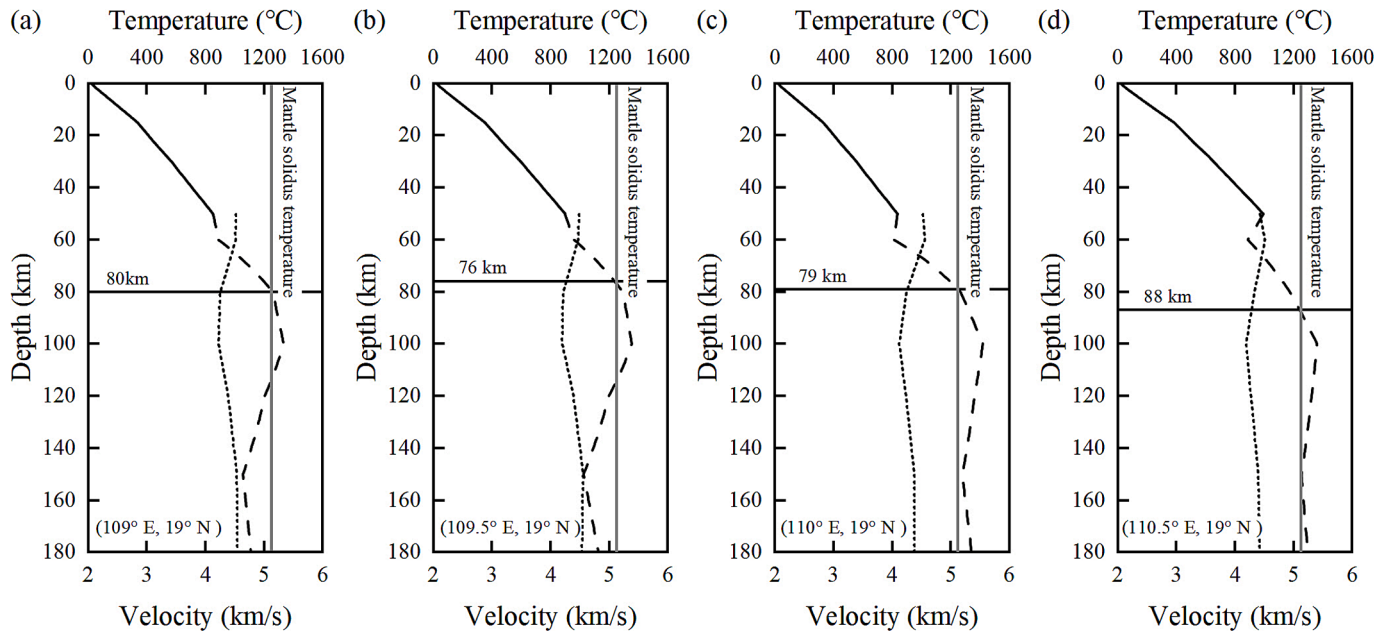 (a)
Temperature (℃)
0 400 800 1200 1600
Depth (km)
0
20
40
60
80
100
120
140
160
180
Mantle solidus temperature
80km
(109° E, 19° N )
2 3 4 5 6
Velocity (km/s)
(b)
Temperature (℃)
0 400 800 1200 1600
Depth (km)
0
20
40
60
80
100
120
140
160
180
Mantle solidus temperature
76 km
(109.5° E, 19° N )
2 3 4 5 6
Velocity (km/s)
(c)
Temperature (℃)
0 400 800 1200 1600
Depth (km)
0
20
40
60
80
100
120
140
160
180
Mantle solidus temperature
79 km
(110° E, 19° N )
2 3 4 5 6
Velocity (km/s)
(d)
Temperature (℃)
0 400 800 1200 1600
Depth (km)
0
20
40
60
80
100
120
140
160
180
Mantle solidus temperature
88 km
(110.5° E, 19° N )
2 3 4 5 6
Velocity (km/s)